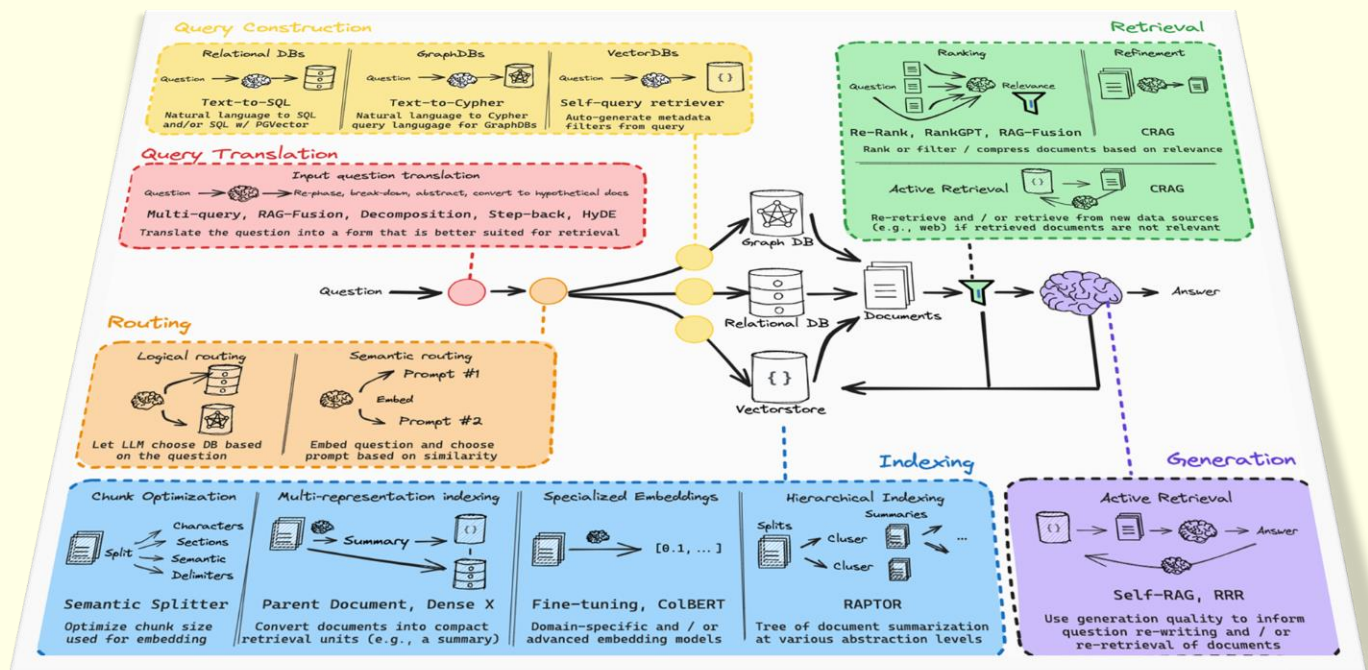 Query Construction
Relational DBs
Question
Text-to-SQL
Natural language to SQL
and/or SQL w/ PGVector
GraphDBs
Question
Text-to-Cypher
Natural language to Cypher
query langugage for GraphDBs
VectorDBs
Question
{}
Self-query retriever
Auto-generate metadata
filters from query
Retrieval
Ranking
Question
Relevance
Re-Rank, RankGPT, RAG-Fusion
Refinement
CRAG
Rank or filter / compress documents based on relevance
Active Retrieval
{}
CRAG
Re-retrieve and / or retrieve from new data sources
(e.g., web) if retrieved documents are not relevant
Query Translation
Input question translation
Question
Re-phase, break-down, abstract, convert to hypothetical docs
Multi-query, RAG-Fusion, Decomposition, Step-back, HyDE
Translate the question into a form that is better suited for retrieval
Question
Graph DB
Relational DB
{}
Vectorstore
Documents
Answer
Routing
Logical routing
Let LLM choose DB based
on the question
Semantic routing
Prompt #1
Embed
Prompt #2
Embed question and choose
prompt based on similarity
Indexing
Chunk Optimization
Split
Characters
Sections
Semantic
Delimiters
Semantic Splitter
Optimize chunk size
used for embedding
Multi-representation indexing
{}
Summary
Parent Document, Dense X
Convert documents into compact
retrieval units (e.g., a summary)
Specialized Embeddings
[0.1, ... ]
Fine-tuning, ColBERT
Domain-specific and / or
advanced embedding models
Hierarchical Indexing
Summaries
Splits
Cluser
...
Cluser
RAPTOR
Tree of document summarization
at various abstraction levels
Generation
Active Retrieval
{}
Answer
Self-RAG, RRR
Use generation quality to inform
question re-writing and / or
re-retrieval of documents